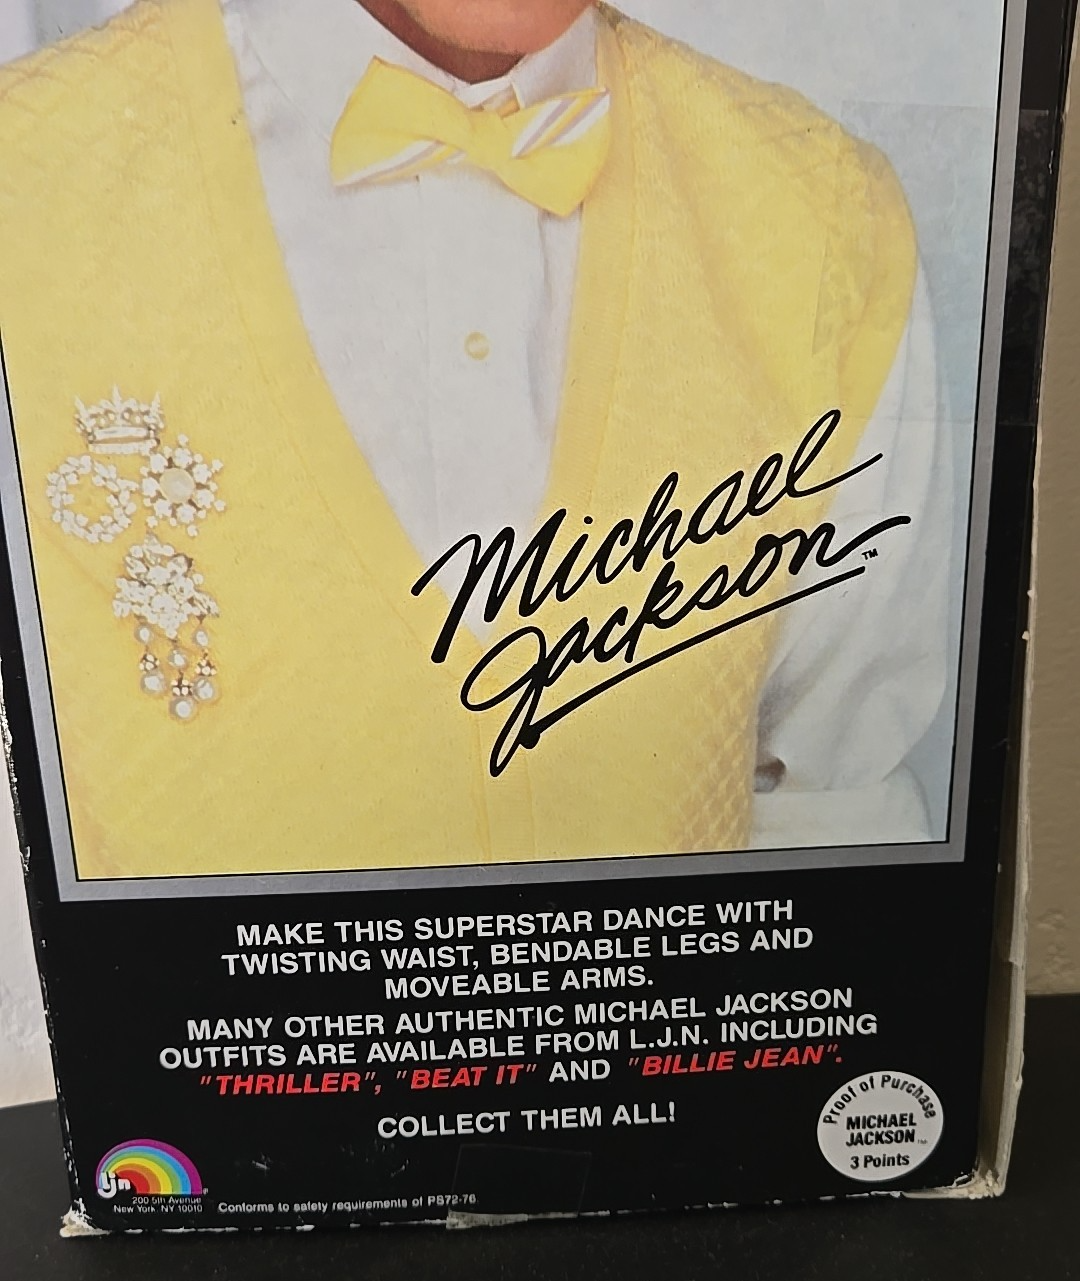 Michael
Jackson™
MAKE THIS SUPERSTAR DANCE WITH
TWISTING WAIST, BENDABLE LEGS AND
MOVEABLE ARMS.
MANY OTHER AUTHENTIC MICHAEL JACKSON
OUTFITS ARE AVAILABLE FROM L.J.N. INCLUDING
"THRILLER", "BEAT IT" AND "BILLIE JEAN".
COLLECT THEM ALL!
Proof of Purchase
MICHAEL
JACKSON™
3 Points
ljn
200 5th Avenue
New York, NY 10010
Conforms to safety requirements of PS72-76